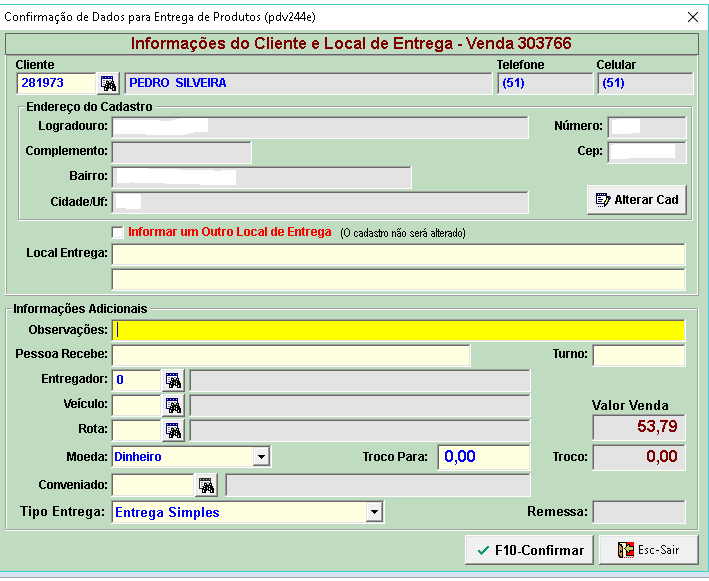 Confirmação de Dados para Entrega de Produtos (pdv244e)
Informações do Cliente e Local de Entrega - Venda 303766
Cliente Telefone Celular
281973 PEDRO SILVEIRA (51) (51)
Endereço do Cadastro
Logradouro: Número:
Complemento: Cep:
Bairro:
Cidade/Uf: Alterar Cad
Informar um Outro Local de Entrega (O cadastro não será alterado)
Local Entrega:
Informações Adicionais
Observações:
Pessoa Recebe: Turno:
Entregador: 0
Veículo: Valor Venda
Rota: 53,79
Moeda: Dinheiro Troco Para: 0,00 Troco: 0,00
Conveniado:
Tipo Entrega: Entrega Simples Remessa:
F10-Confirmar Esc-Sair